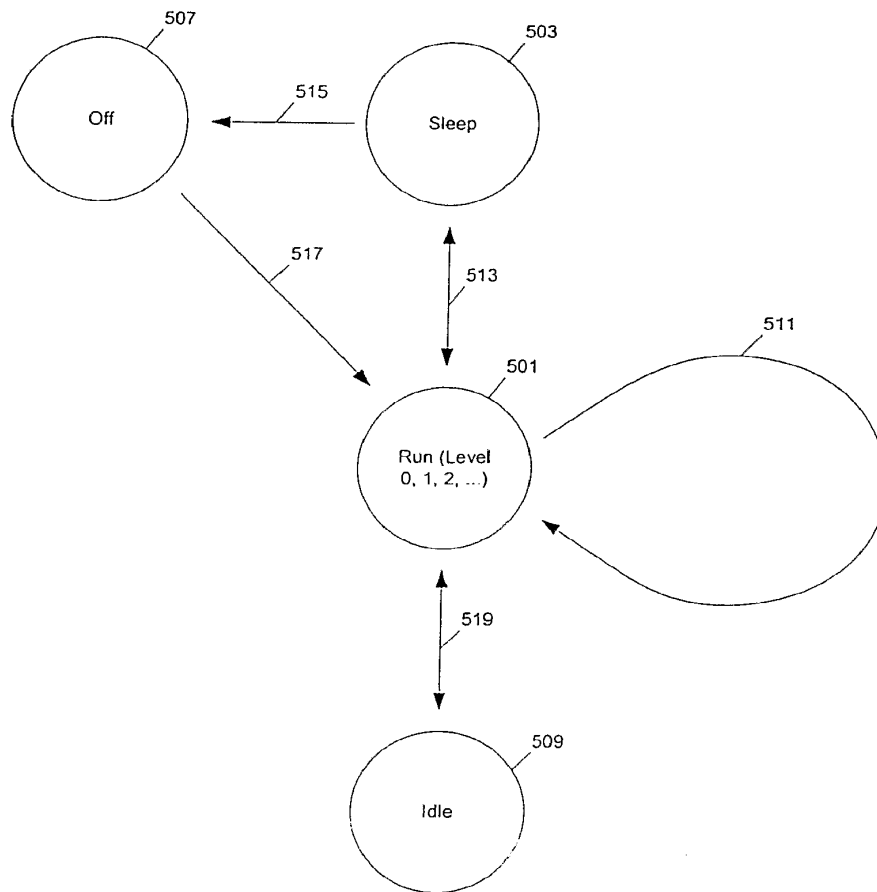 507
503
515
Off
Sleep
517
513
501
511
Run (Level
0, 1, 2, ...)
519
509
Idle